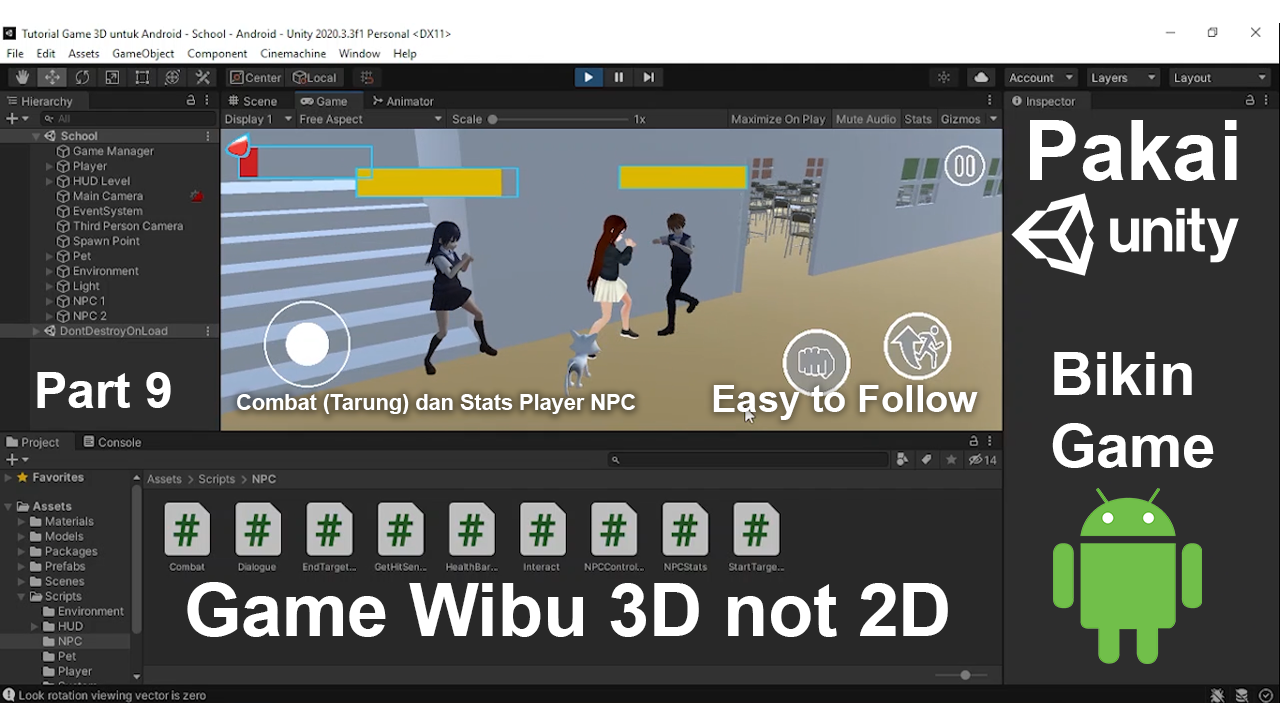 Tutorial Game 3D untuk Android - School - Android - Unity 2020.3.3f1 Personal <DX11>
File Edit Assets GameObject Component Cinemachine Window Help
Center Local Account Layers Layout
Hierarchy
All
School
Game Manager
Player
HUD Level
Main Camera
EventSystem
Third Person Camera
Spawn Point
Pet
Environment
Light
NPC 1
NPC 2
DontDestroyOnLoad
Part 9
Scene Game Animator
Display 1 Free Aspect Scale 1x Maximize On Play Mute Audio Stats Gizmos
Combat (Tarung) dan Stats Player NPC
Easy to Follow
Inspector
Pakai
unity
Bikin
Game
Project Console
14
Favorites
Assets
Materials
Models
Packages
Prefabs
Scenes
Scripts
Environment
HUD
NPC
Pet
Player
Assets > Scripts > NPC
# # # # # # # # #
Combat Dialogue EndTarget... GetHitSen... HealthBar... Interact NPCControl... NPCStats StartTarge...
Game Wibu 3D not 2D
Look rotation viewing vector is zero